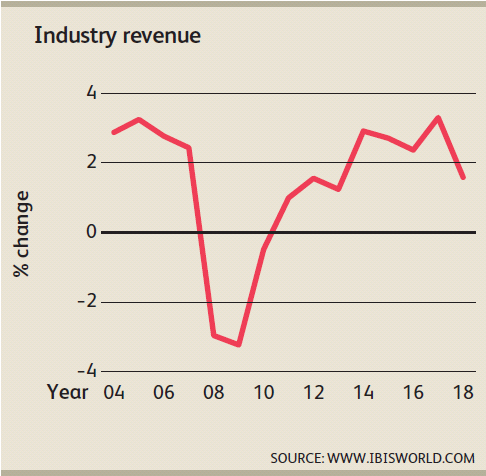 Industry revenue
4
2
0
-2
-4
% change
Year 04 06 08 10 12 14 16 18
SOURCE: WWW.IBISWORLD.COM